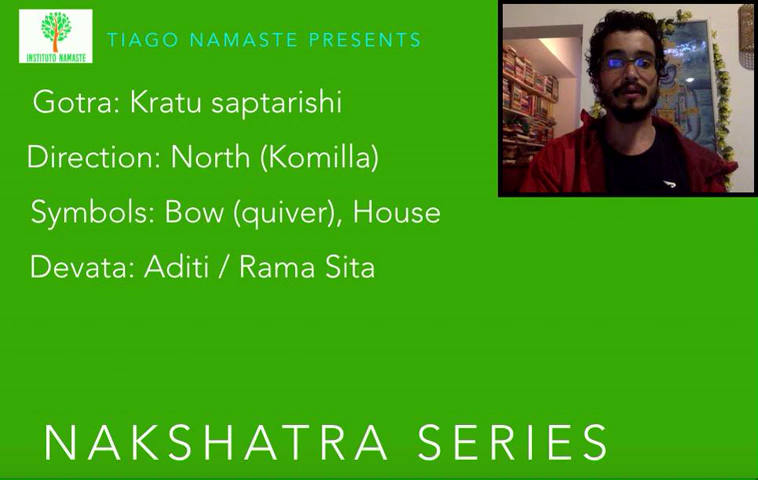 INSTITUTO NAMASTE
TIAGO NAMASTE PRESENTS
Gotra: Kratu saptarishi
Direction: North (Komilla)
Symbols: Bow (quiver), House
Devata: Aditi / Rama Sita
NAKSHATRA SERIES